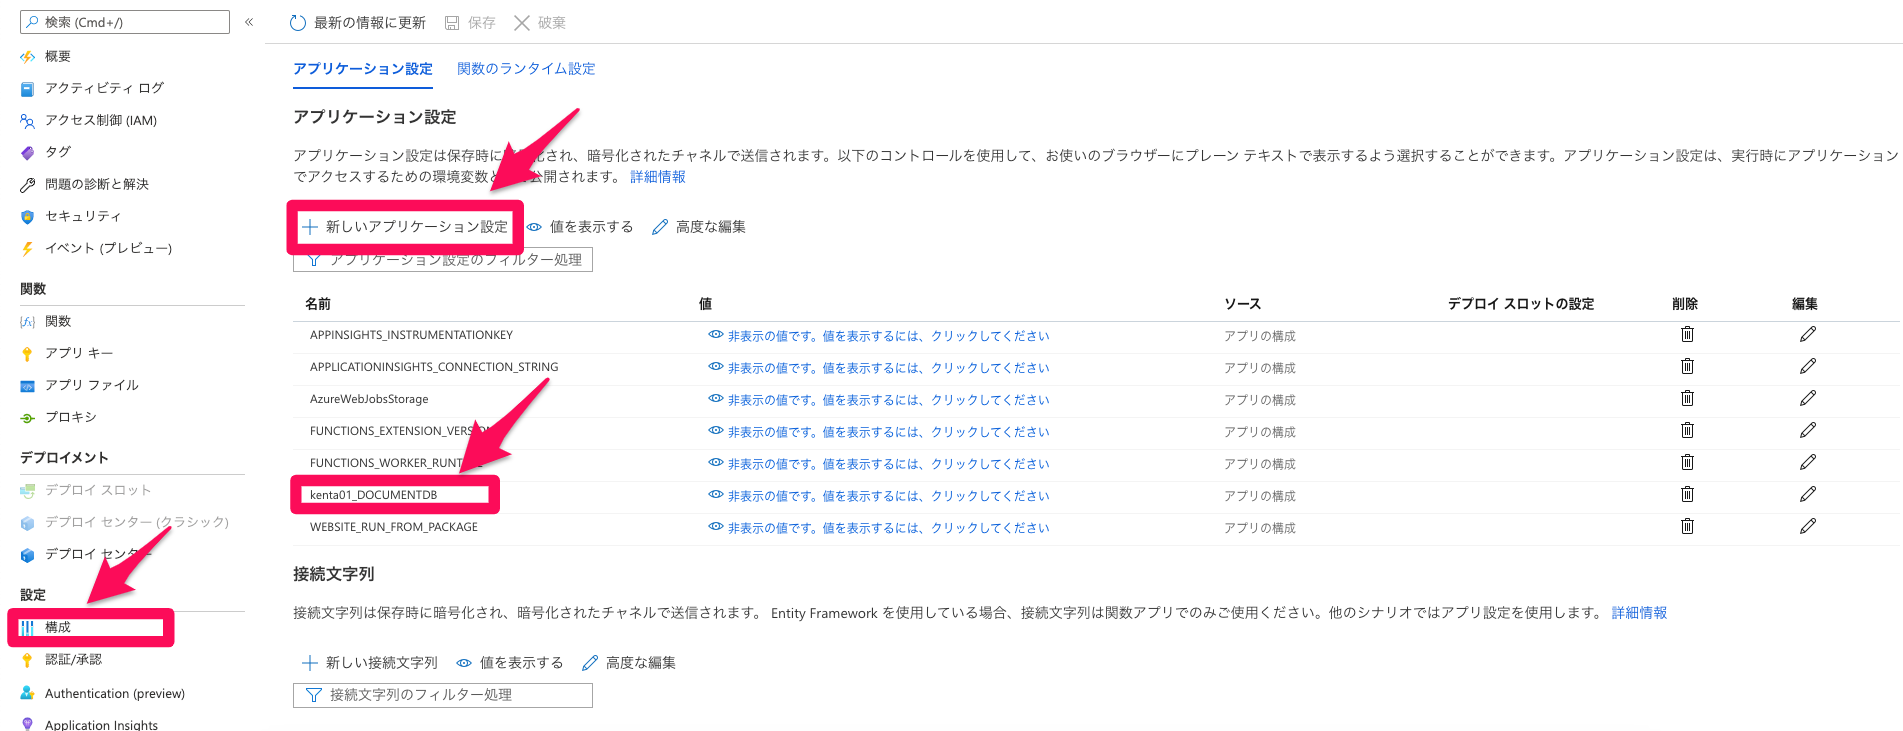 検索 (Cmd+/)
«
概要
アクティビティ ログ
アクセス制御 (IAM)
タグ
問題の診断と解決
セキュリティ
イベント (プレビュー)
関数
関数
アプリ キー
アプリ ファイル
プロキシ
デプロイメント
デプロイ スロット
デプロイ センター (クラシック)
デプロイ センター
設定
構成
認証/承認
Authentication (preview)
Application Insights
最新の情報に更新 保存 破棄
アプリケーション設定 関数のランタイム設定
アプリケーション設定
アプリケーション設定は保存時に 化され、暗号化されたチャネルで送信されます。以下のコントロールを使用して、お使いのブラウザーにプレーン テキストで表示するよう選択することができます。アプリケーション設定は、実行時にアプリケーション
でアクセスするための環境変数と 公開されます。 詳細情報
新しいアプリケーション設定 値を表示する 高度な編集
アプリケーション設定のフィルター処理
名前 値 ソース デプロイ スロットの設定 削除 編集
APPINSIGHTS_INSTRUMENTATIONKEY 非表示の値です。値を表示するには、クリックしてください アプリの構成
APPLICATIONINSIGHTS_CONNECTION_STRING 非表示の値です。値を表示するには、クリックしてください アプリの構成
AzureWebJobsStorage 非表示の値です。値を表示するには、クリックしてください アプリの構成
FUNCTIONS_EXTENSION_VERSION 非表示の値です。値を表示するには、クリックしてください アプリの構成
FUNCTIONS_WORKER_RUNT 非表示の値です。値を表示するには、クリックしてください アプリの構成
kenta01_DOCUMENTDB 非表示の値です。値を表示するには、クリックしてください アプリの構成
WEBSITE_RUN_FROM_PACKAGE 非表示の値です。値を表示するには、クリックしてください アプリの構成
接続文字列
接続文字列は保存時に暗号化され、暗号化されたチャネルで送信されます。 Entity Framework を使用している場合、接続文字列は関数アプリでのみご使用ください。他のシナリオではアプリ設定を使用します。 詳細情報
新しい接続文字列 値を表示する 高度な編集
接続文字列のフィルター処理